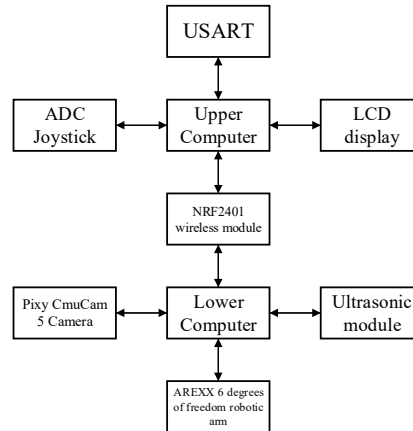 USART
ADC
Joystick
Upper
Computer
LCD
display
NRF2401
wireless module
Pixy CmuCam
5 Camera
Lower
Computer
Ultrasonic
module
AREXX 6 degrees
of freedom robotic
arm